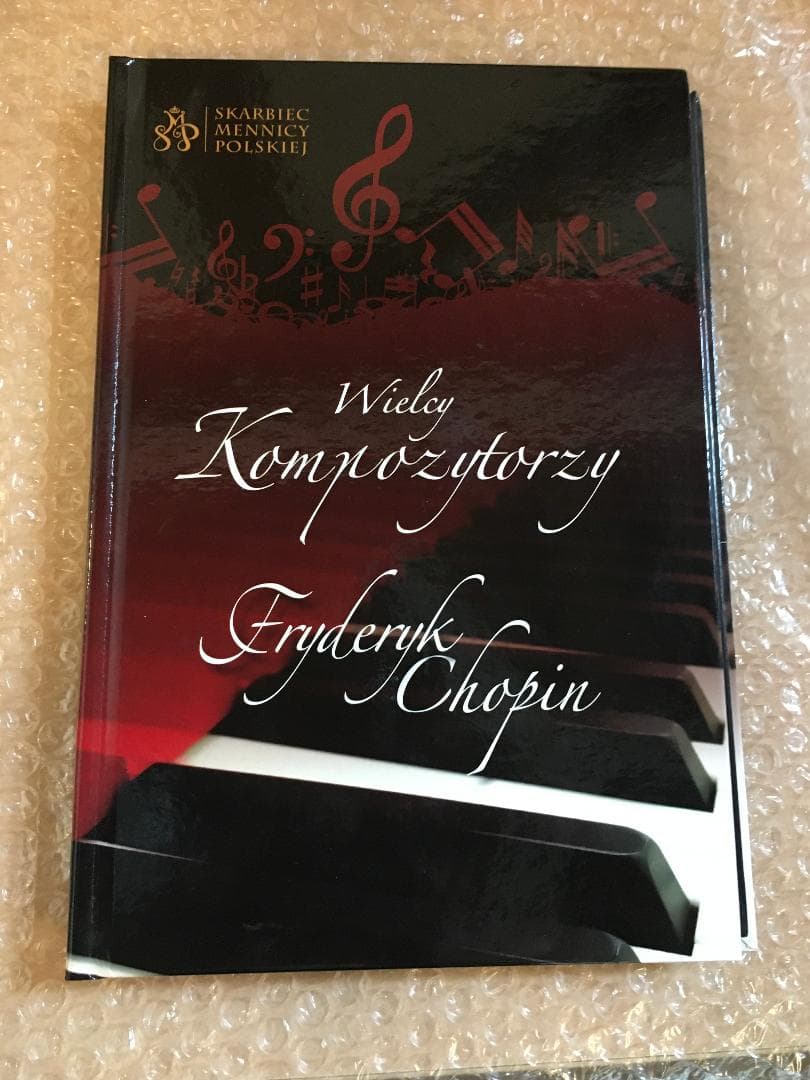 SKARBIEC
MENNICY
POLSKIEJ
Wielcy
Kompozytorzy
Fryderyk
Chopin